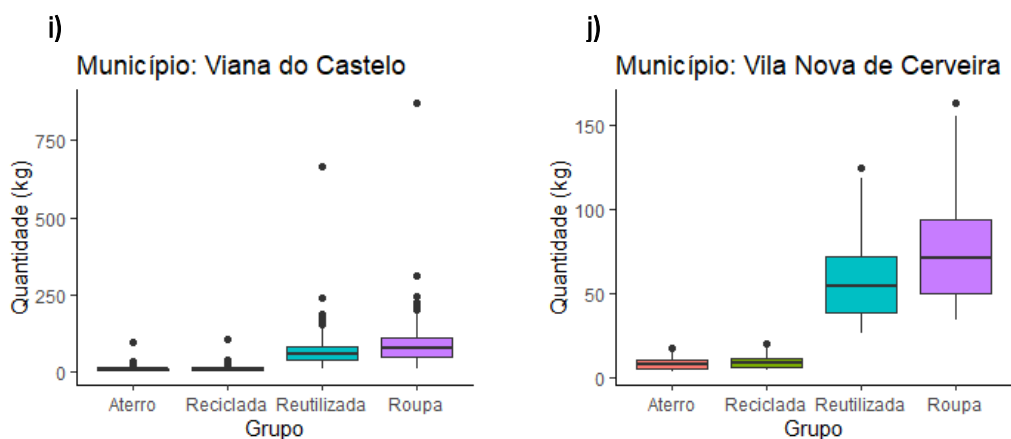 i)
Município: Viana do Castelo
Quantidade (kg)
750
500
250
0
Aterro Reciclada Reutilizada Roupa
Grupo
j)
Município: Vila Nova de Cerveira
Quantidade (kg)
150
100
50
0
Aterro Reciclada Reutilizada Roupa
Grupo